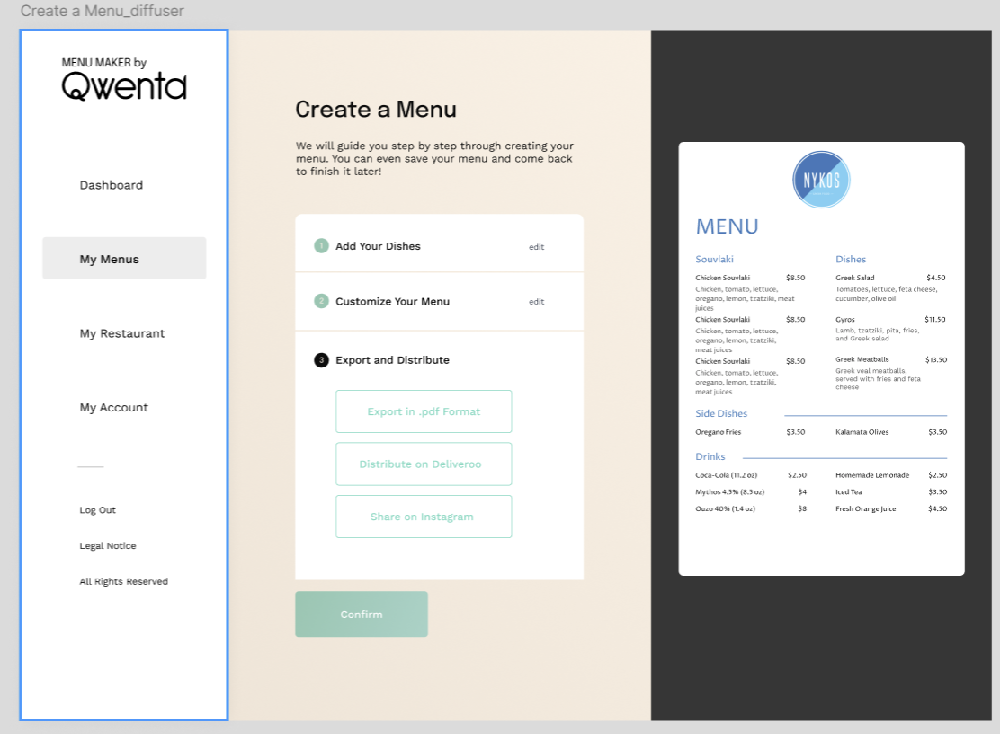 Create a Menu_diffuser
MENU MAKER by
Qwenta
Dashboard
My Menus
My Restaurant
My Account
Log Out
Legal Notice
All Rights Reserved
Create a Menu
We will guide you step by step through creating your
menu. You can even save your menu and come back
to finish it later!
1 Add Your Dishes edit
2 Customize Your Menu edit
3 Export and Distribute
Export in .pdf Format
Distribute on Deliveroo
Share on Instagram
Confirm
NYKOS
MENU
Souvlaki
Chicken Souvlaki $8.50
Chicken, tomato, lettuce,
oregano, lemon, tzatziki, meat
juices
Chicken Souvlaki $8.50
Chicken, tomato, lettuce,
oregano, lemon, tzatziki,
meat juices
Chicken Souvlaki $8.50
Chicken, tomato, lettuce,
oregano, lemon, tzatziki,
meat juices
Dishes
Greek Salad $4.50
Tomatoes, lettuce, feta cheese,
cucumber, olive oil
Gyros $11.50
Lamb, tzatziki, pita, fries,
and Greek salad
Greek Meatballs $13.50
Greek veal meatballs,
served with fries and feta
cheese
Side Dishes
Oregano Fries $3.50
Kalamata Olives $3.50
Drinks
Coca-Cola (11.2 oz) $2.50
Mythos 4.5% (8.5 oz) $4
Ouzo 40% (1.4 oz) $8
Homemade Lemonade $2.50
Iced Tea $3.50
Fresh Orange Juice $4.50